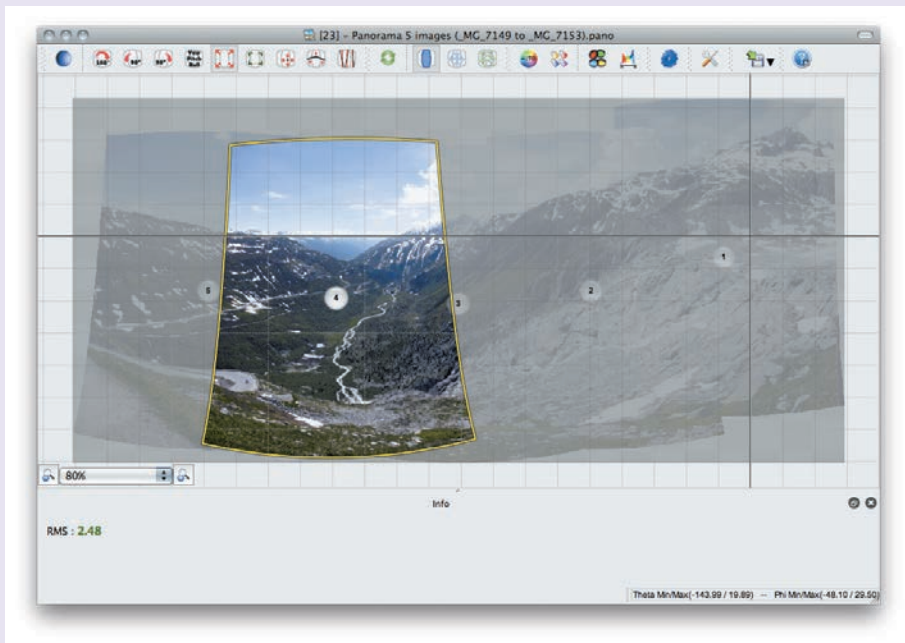 [23] - Panorama 5 images (_MG_7149 to _MG_7153).pano
180° 90° 90°
1
2
3
4
5
80%
Info
RMS : 2.48
Theta Min/Max(-143.99 / 19.89) -- Phi Min/Max(-48.10 / 29.50)